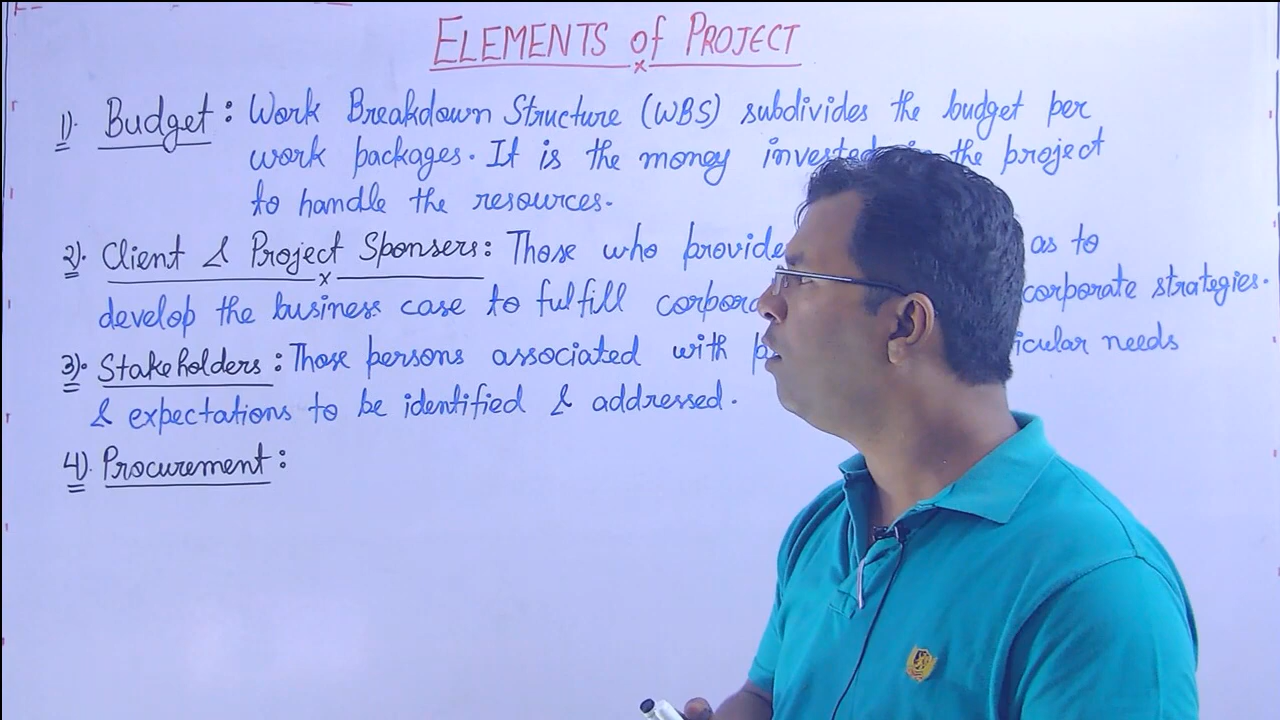 ELEMENTS of PROJECT
1). Budget: Work Breakdown Structure (WBS) subdivides the budget per
work packages. It is the money invested in the project
to handle the resources.
2). Client & Project Sponsers: Those who provide as to
develop the business case to fulfill corporate strategies.
3). Stakeholders: Those persons associated with needs
& expectations to be identified & addressed.
4). Procurement: